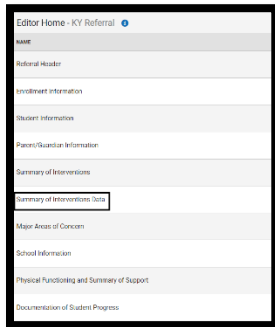 Editor Home - KY Referral
NAME
Referral Header
Enrollment Information
Student Information
Parent/Guardian Information
Summary of Interventions
Summary of Interventions Data
Major Areas of Concern
School Information
Physical Functioning and Summary of Support
Documentation of Student Progress